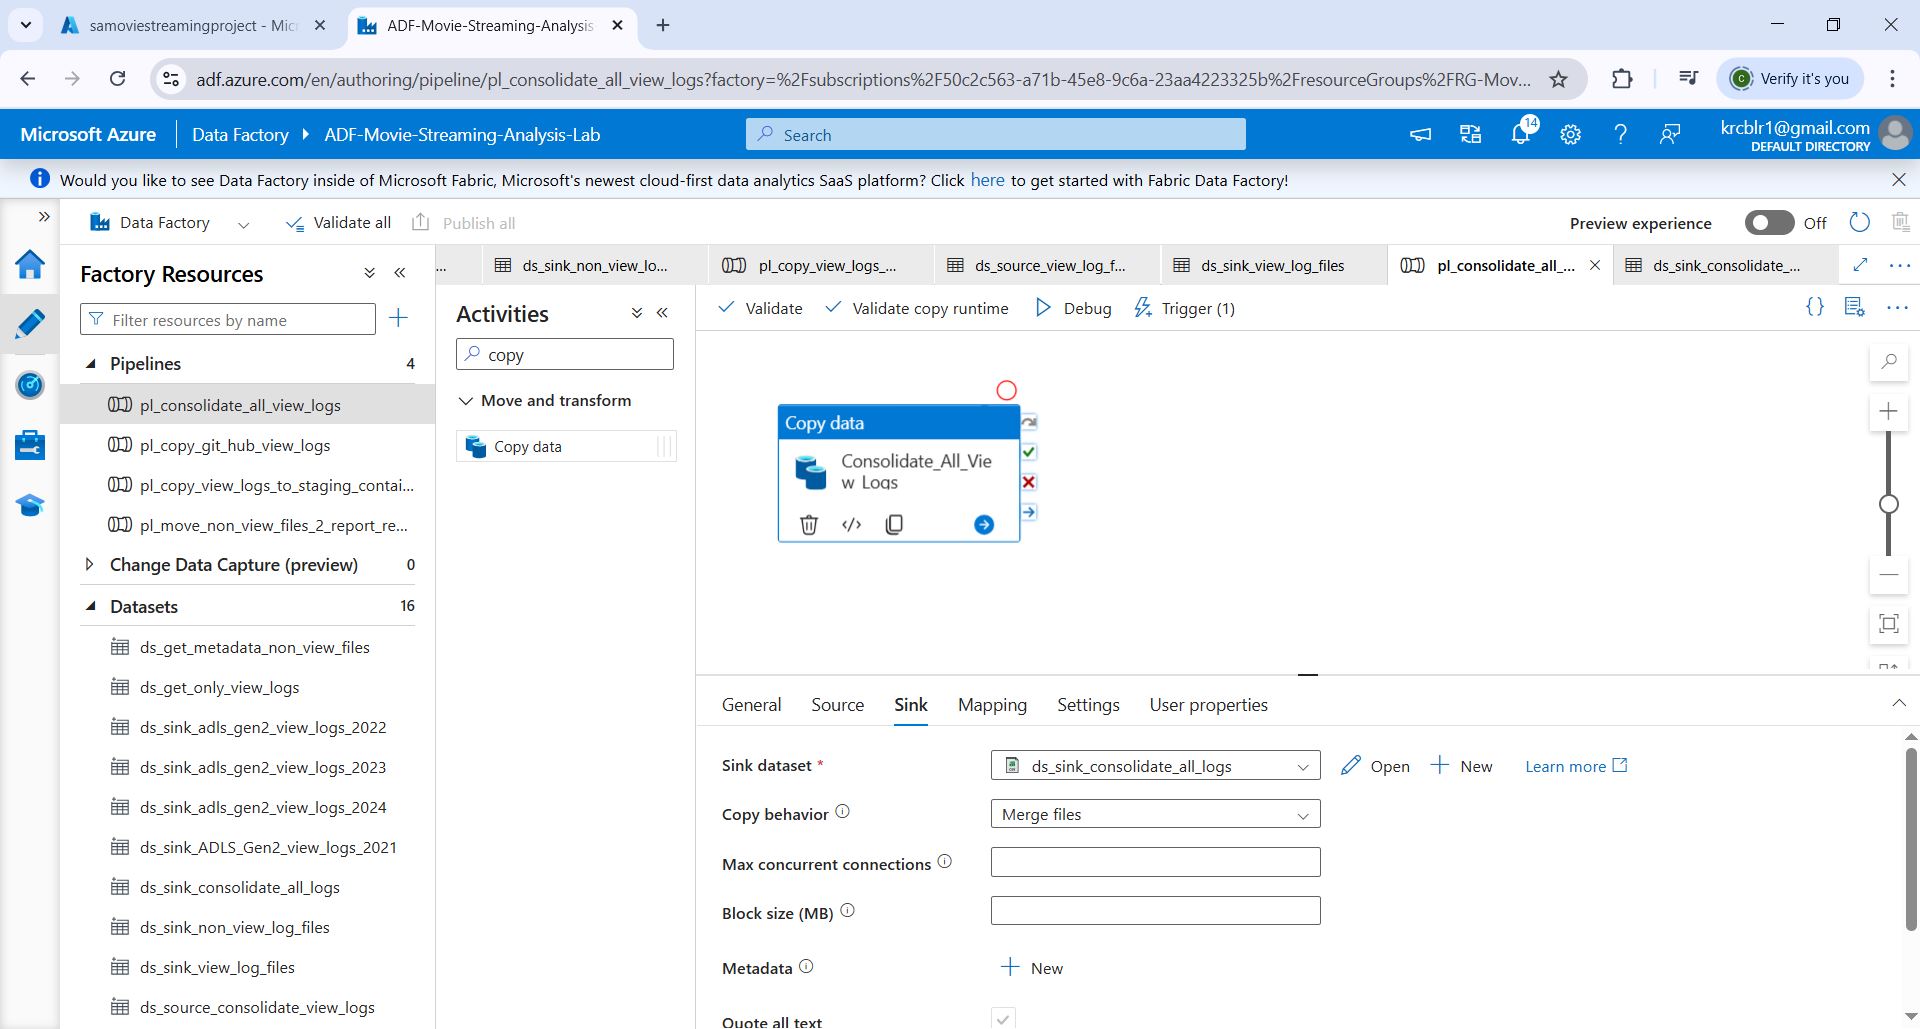 samoviestreamingproject - Micr
ADF-Movie-Streaming-Analysis
adf.azure.com/en/authoring/pipeline/pl_consolidate_all_view_logs?factory=%2Fsubscriptions%2F50c2c563-a71b-45e8-9c6a-23aa4223325b%2FresourceGroups%2FRG-Mov...
C
Verify it's you
Microsoft Azure
Data Factory
ADF-Movie-Streaming-Analysis-Lab
Search
14
krcblr1@gmail.com
DEFAULT DIRECTORY
Would you like to see Data Factory inside of Microsoft Fabric, Microsoft's newest cloud-first data analytics SaaS platform? Click here to get started with Fabric Data Factory!
Data Factory
Validate all
Publish all
Preview experience
Off
Factory Resources
Filter resources by name
Pipelines
4
pl_consolidate_all_view_logs
pl_copy_git_hub_view_logs
pl_copy_view_logs_to_staging_contai...
pl_move_non_view_files_2_report_re...
Change Data Capture (preview)
0
Datasets
16
ds_get_metadata_non_view_files
ds_get_only_view_logs
ds_sink_adls_gen2_view_logs_2022
ds_sink_adls_gen2_view_logs_2023
ds_sink_adls_gen2_view_logs_2024
ds_sink_ADLS_Gen2_view_logs_2021
ds_sink_consolidate_all_logs
ds_sink_non_view_log_files
ds_sink_view_log_files
ds_source_consolidate_view_logs
...
ds_sink_non_view_lo...
pl_copy_view_logs_...
ds_source_view_log_f...
ds_sink_view_log_files
pl_consolidate_all_...
ds_sink_consolidate_...
Activities
copy
Move and transform
Copy data
Validate
Validate copy runtime
Debug
Trigger (1)
Copy data
Consolidate_All_Vie
w_Logs
General
Source
Sink
Mapping
Settings
User properties
Sink dataset *
ds_sink_consolidate_all_logs
Open
New
Learn more
Copy behavior
Merge files
Max concurrent connections
Block size (MB)
Metadata
New
Quote all text